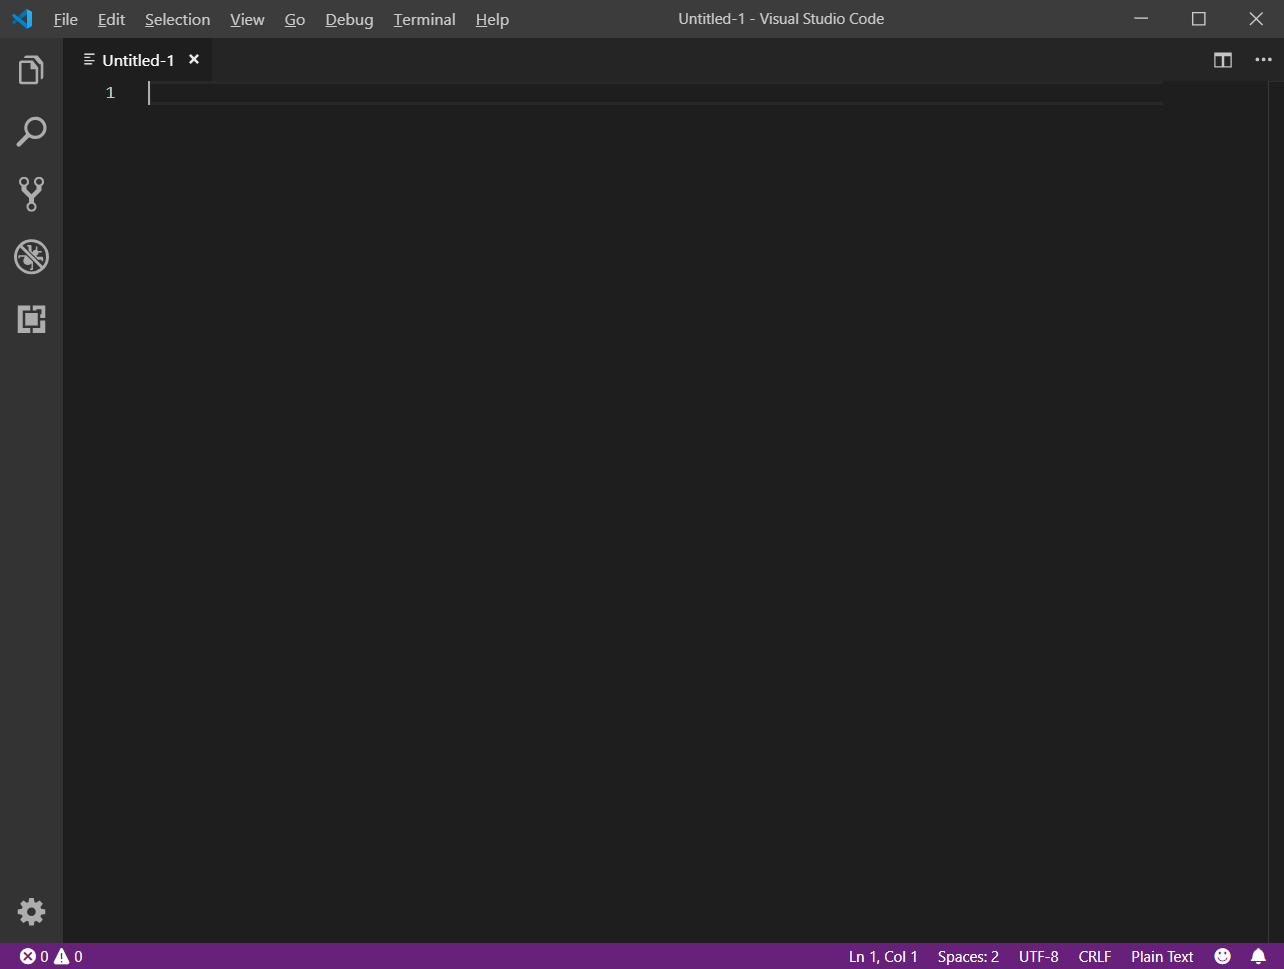 File Edit Selection View Go Debug Terminal Help Untitled-1 - Visual Studio Code
Untitled-1
1
0 0 Ln 1, Col 1 Spaces: 2 UTF-8 CRLF Plain Text